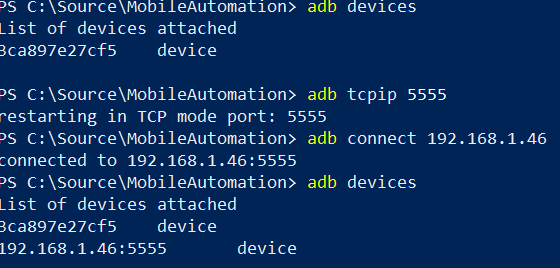 PS C:\Source\MobileAutomation> adb devices
List of devices attached
3ca897e27cf5    device
PS C:\Source\MobileAutomation> adb tcpip 5555
restarting in TCP mode port: 5555
PS C:\Source\MobileAutomation> adb connect 192.168.1.46
connected to 192.168.1.46:5555
PS C:\Source\MobileAutomation> adb devices
List of devices attached
3ca897e27cf5    device
192.168.1.46:5555       device